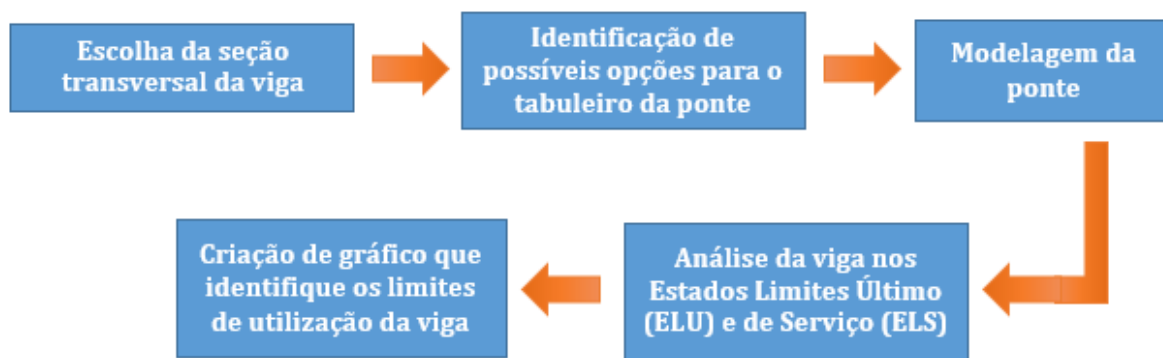 Escolha da seção
transversal da viga
Identificação de
possíveis opções para o
tabuleiro da ponte
Modelagem da
ponte
Análise da viga nos
Estados Limites Último
(ELU) e de Serviço (ELS)
Criação de gráfico que
identifique os limites
de utilização da viga